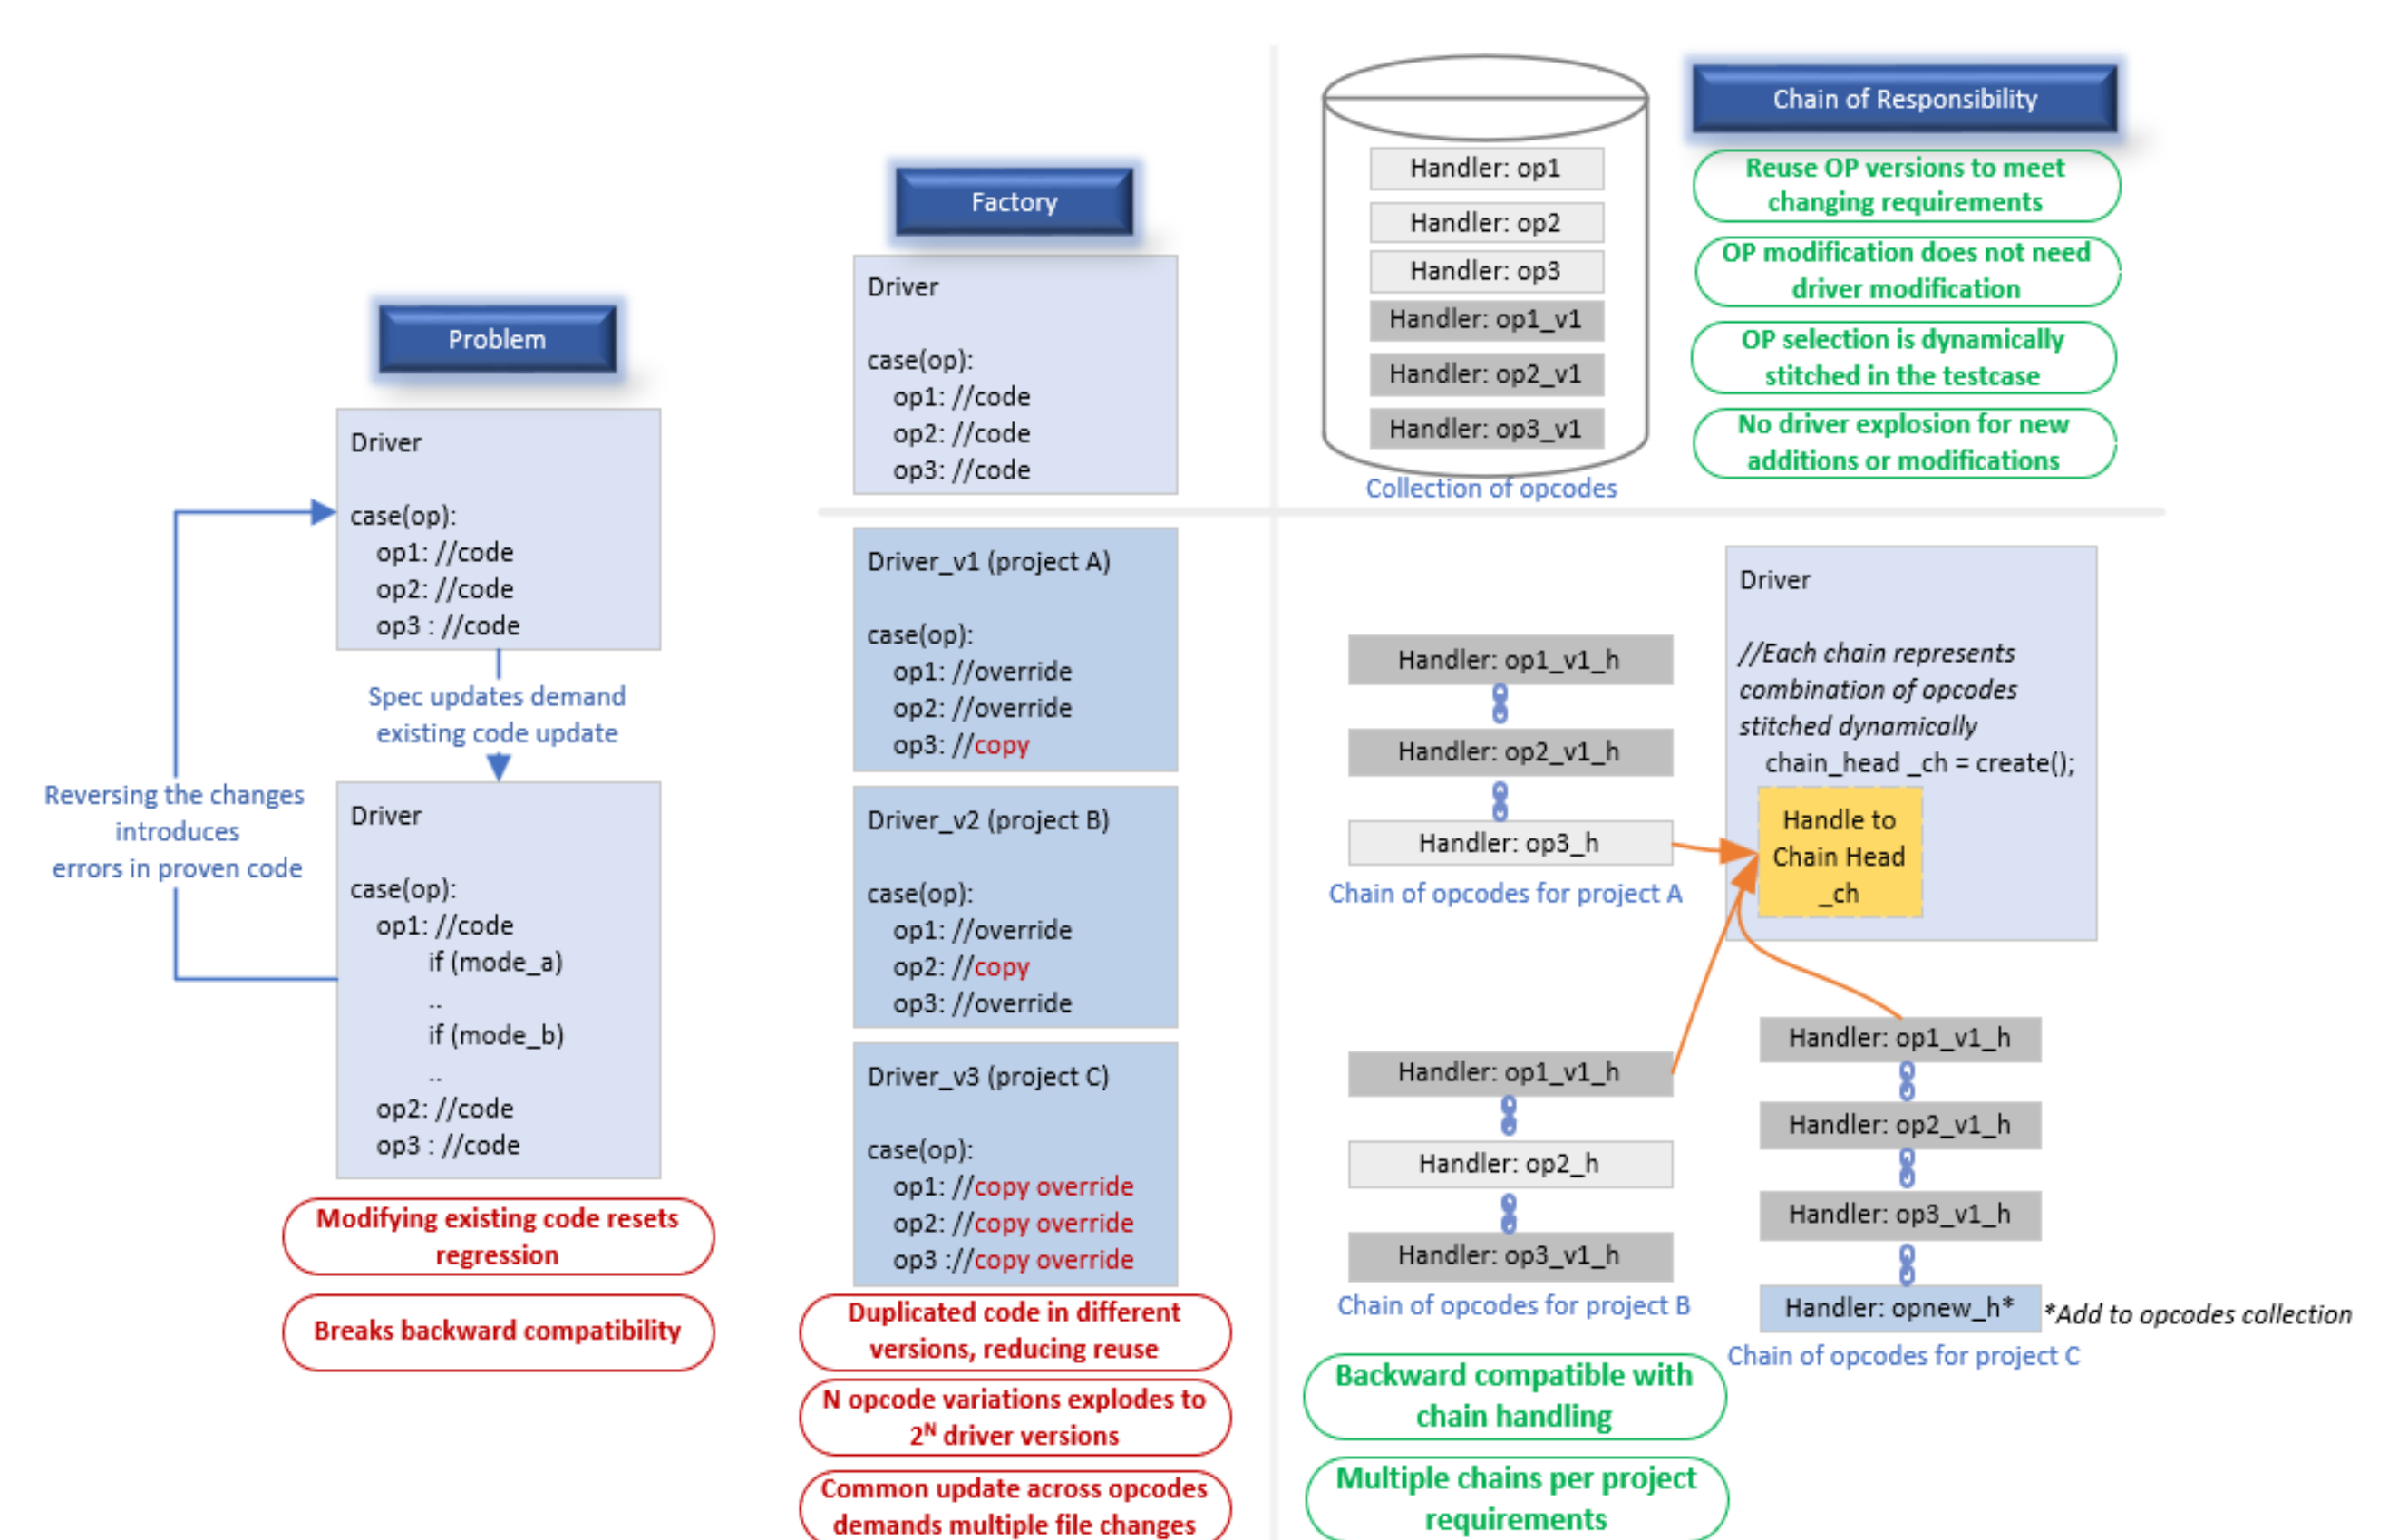 Problem
Driver
case(op):
op1: //code
op2: //code
op3 : //code
Spec updates demand
existing code update
Reversing the changes
introduces
errors in proven code
Driver
case(op):
op1: //code
if (mode_a)
..
if (mode_b)
..
op2: //code
op3 : //code
Modifying existing code resets
regression
Breaks backward compatibility
Factory
Driver
case(op):
op1: //code
op2: //code
op3: //code
Driver_v1 (project A)
case(op):
op1: //override
op2: //override
op3: //copy
Driver_v2 (project B)
case(op):
op1: //override
op2: //copy
op3: //override
Driver_v3 (project C)
case(op):
op1: //copy override
op2: //copy override
op3 ://copy override
Duplicated code in different
versions, reducing reuse
N opcode variations explodes to
2ᴺ driver versions
Common update across opcodes
demands multiple file changes
Handler: op1
Handler: op2
Handler: op3
Handler: op1_v1
Handler: op2_v1
Handler: op3_v1
Collection of opcodes
Chain of Responsibility
Reuse OP versions to meet
changing requirements
OP modification does not need
driver modification
OP selection is dynamically
stitched in the testcase
No driver explosion for new
additions or modifications
Handler: op1_v1_h
Handler: op2_v1_h
Handler: op3_h
Chain of opcodes for project A
Driver
//Each chain represents
combination of opcodes
stitched dynamically
chain_head _ch = create();
Handle to
Chain Head
_ch
Handler: op1_v1_h
Handler: op2_h
Handler: op3_v1_h
Chain of opcodes for project B
Handler: op1_v1_h
Handler: op2_v1_h
Handler: op3_v1_h
Handler: opnew_h*
*Add to opcodes collection
Chain of opcodes for project C
Backward compatible with
chain handling
Multiple chains per project
requirements